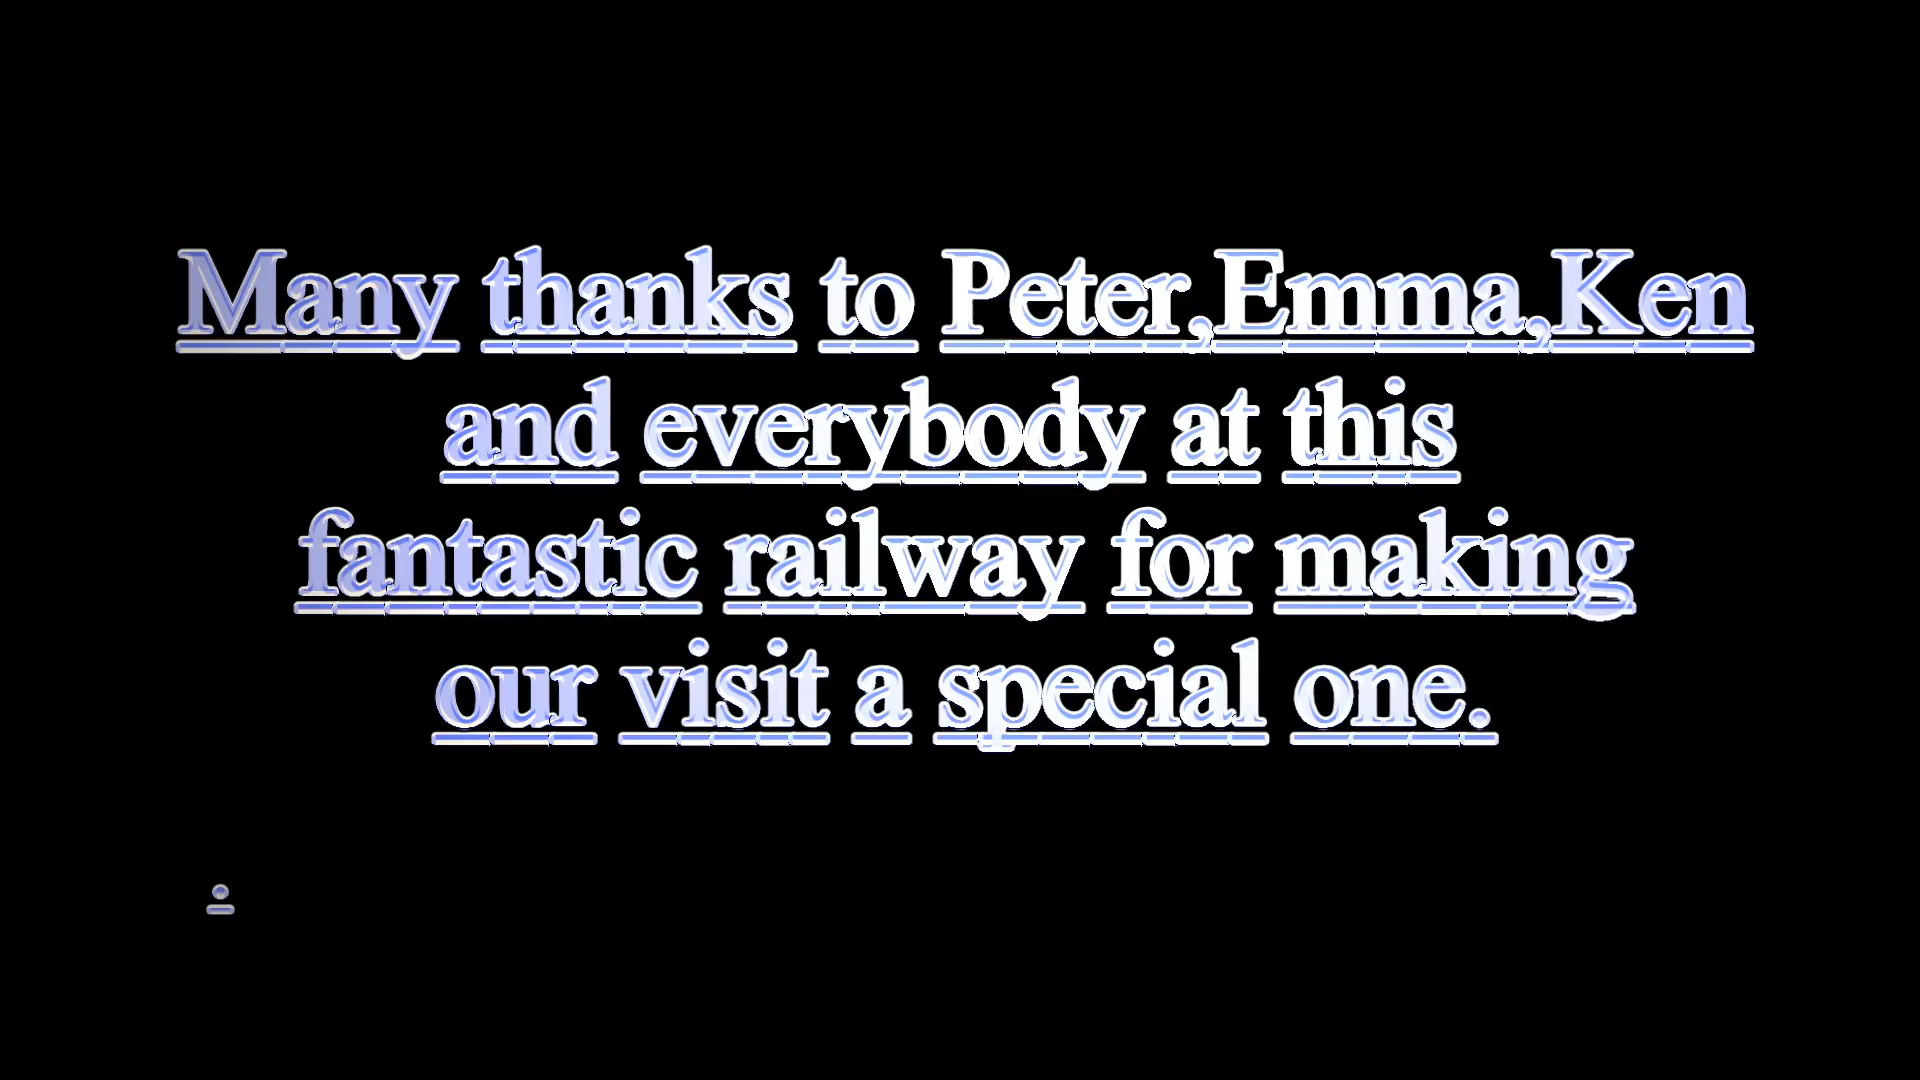 Many thanks to Peter,Emma,Ken
and everybody at this
fantastic railway for making
our visit a special one.
.